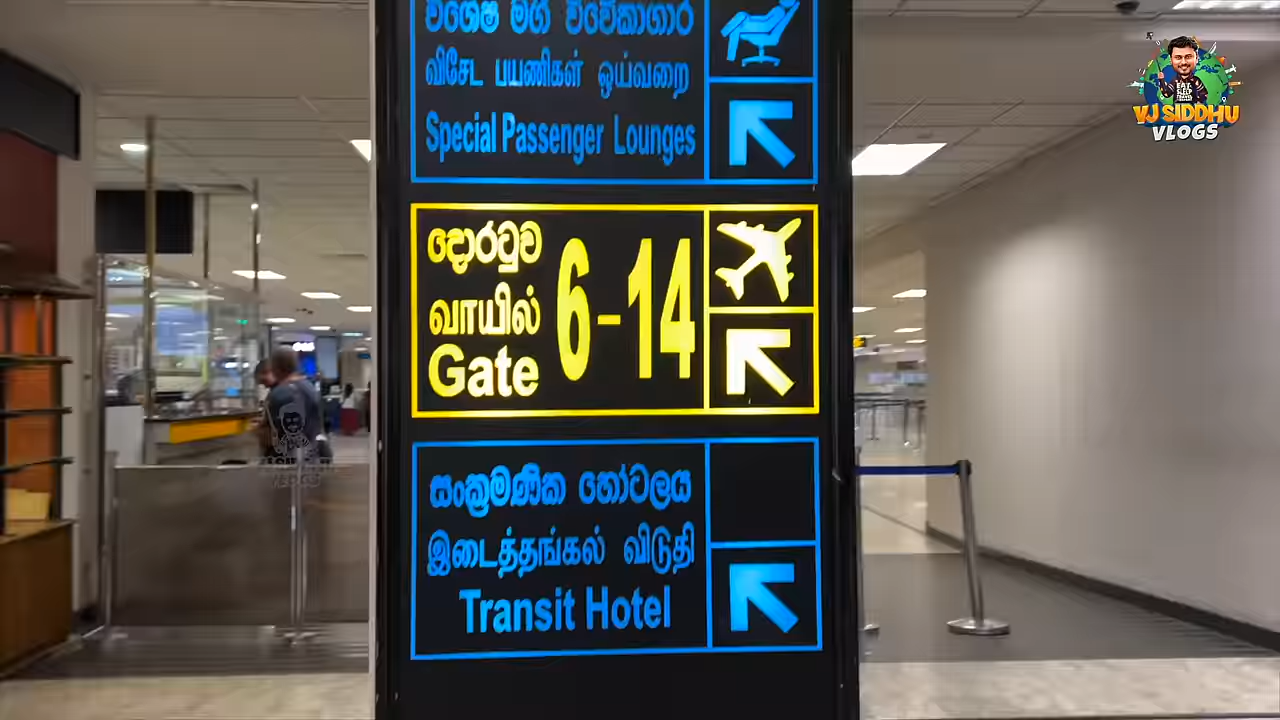 විශේෂ මගී විවේකාගාර
விசேட பயணிகள் ஓய்வறை
Special Passenger Lounges
දොරටුව
வாயில்
Gate
6-14
සංක්‍රමණික හෝටලය
இடைத்தங்கல் விடுதி
Transit Hotel
VJ SIDDHU
VLOGS